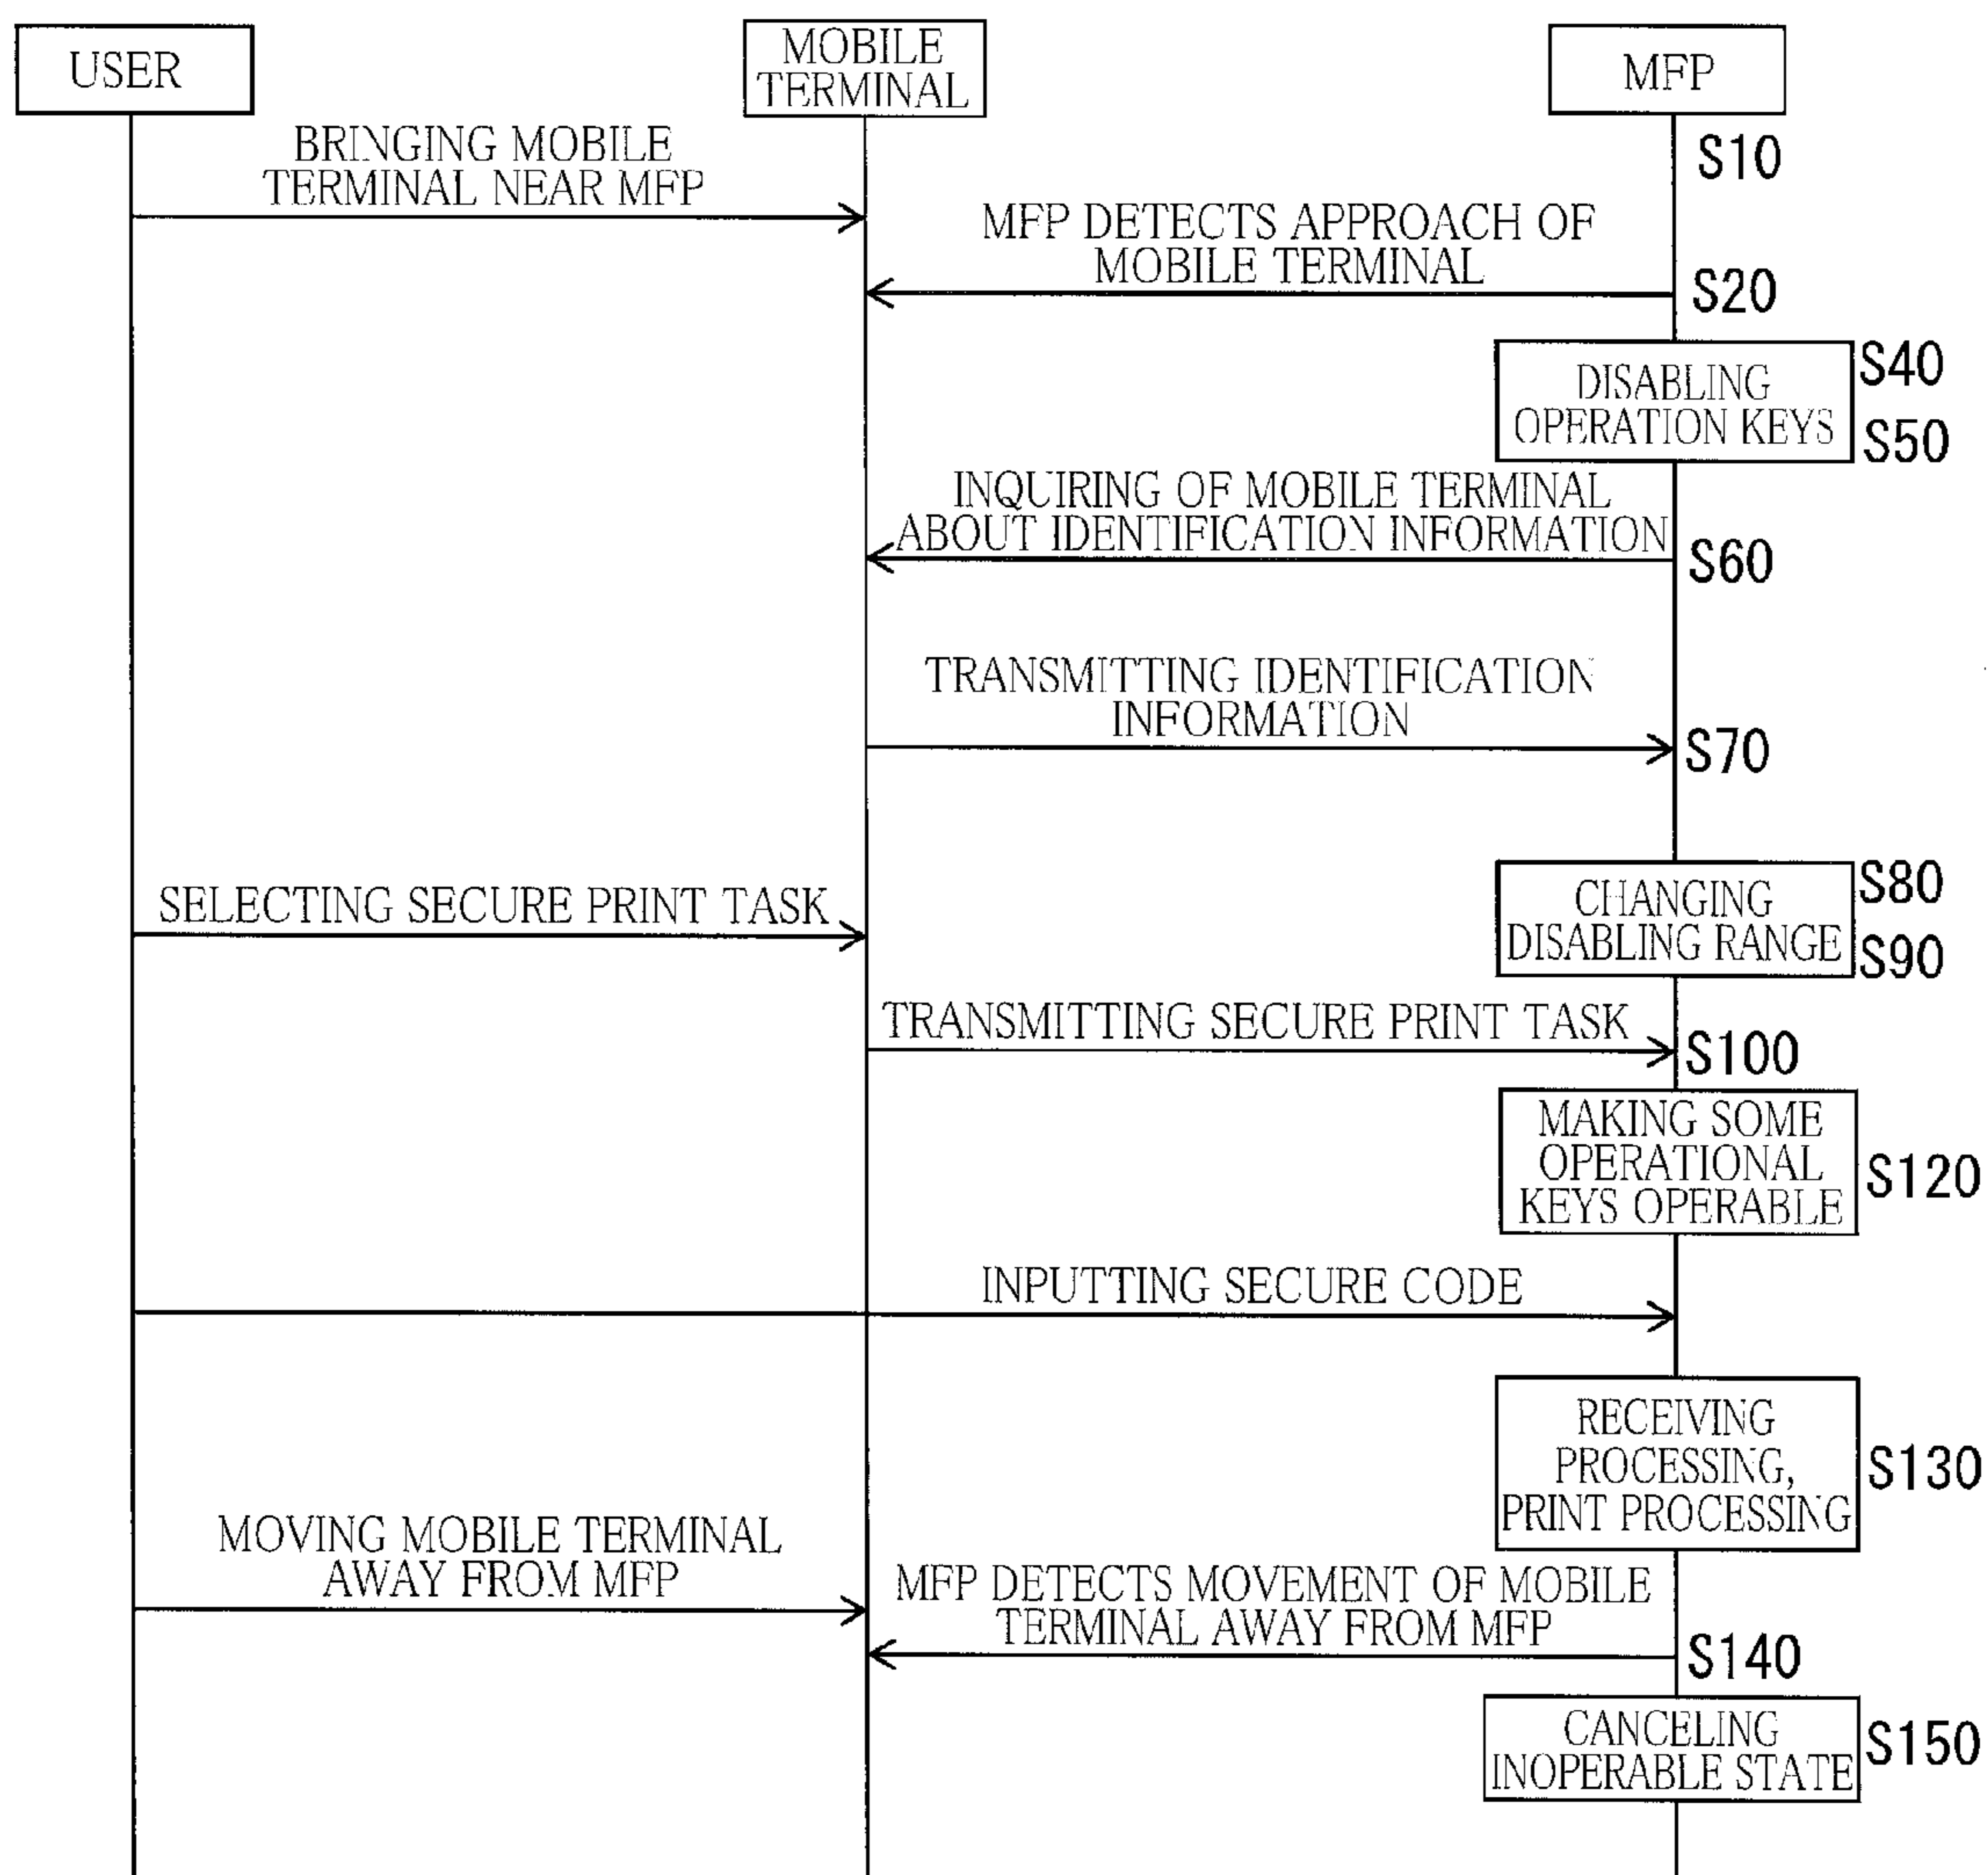 USER
MOBILE
TERMINAL
MFP
S10
BRINGING MOBILE
TERMINAL NEAR MFP
MFP DETECTS APPROACH OF
MOBILE TERMINAL
S20
DISABLING
OPERATION KEYS
S40
S50
INQUIRING OF MOBILE TERMINAL
ABOUT IDENTIFICATION INFORMATION
S60
TRANSMITTING IDENTIFICATION
INFORMATION
S70
SELECTING SECURE PRINT TASK
CHANGING
DISABLING RANGE
S80
S90
TRANSMITTING SECURE PRINT TASK
S100
MAKING SOME
OPERATIONAL
KEYS OPERABLE
S120
INPUTTING SECURE CODE
RECEIVING
PROCESSING,
PRINT PROCESSING
S130
MOVING MOBILE TERMINAL
AWAY FROM MFP
MFP DETECTS MOVEMENT OF MOBILE
TERMINAL AWAY FROM MFP
S140
CANCELING
INOPERABLE STATE
S150